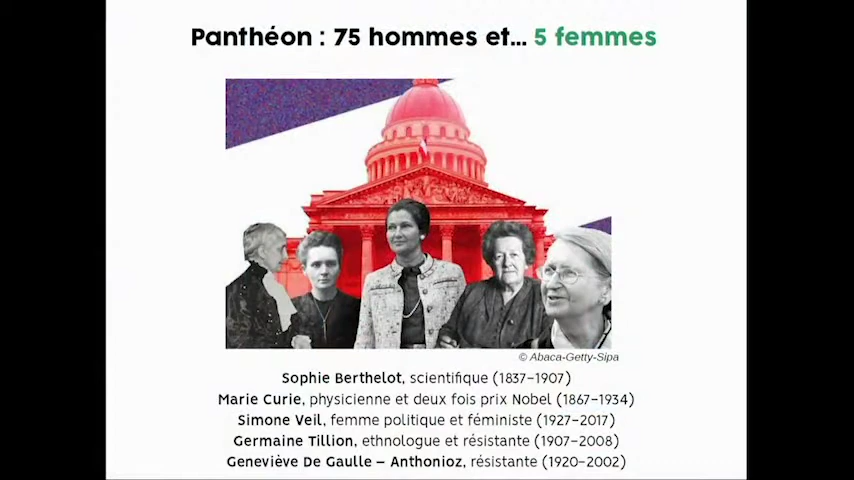 Panthéon : 75 hommes et... 5 femmes
© Abaca-Getty-Sipa
Sophie Berthelot, scientifique (1837–1907)
Marie Curie, physicienne et deux fois prix Nobel (1867–1934)
Simone Veil, femme politique et féministe (1927–2017)
Germaine Tillion, ethnologue et résistante (1907–2008)
Geneviève De Gaulle – Anthonioz, résistante (1920–2002)